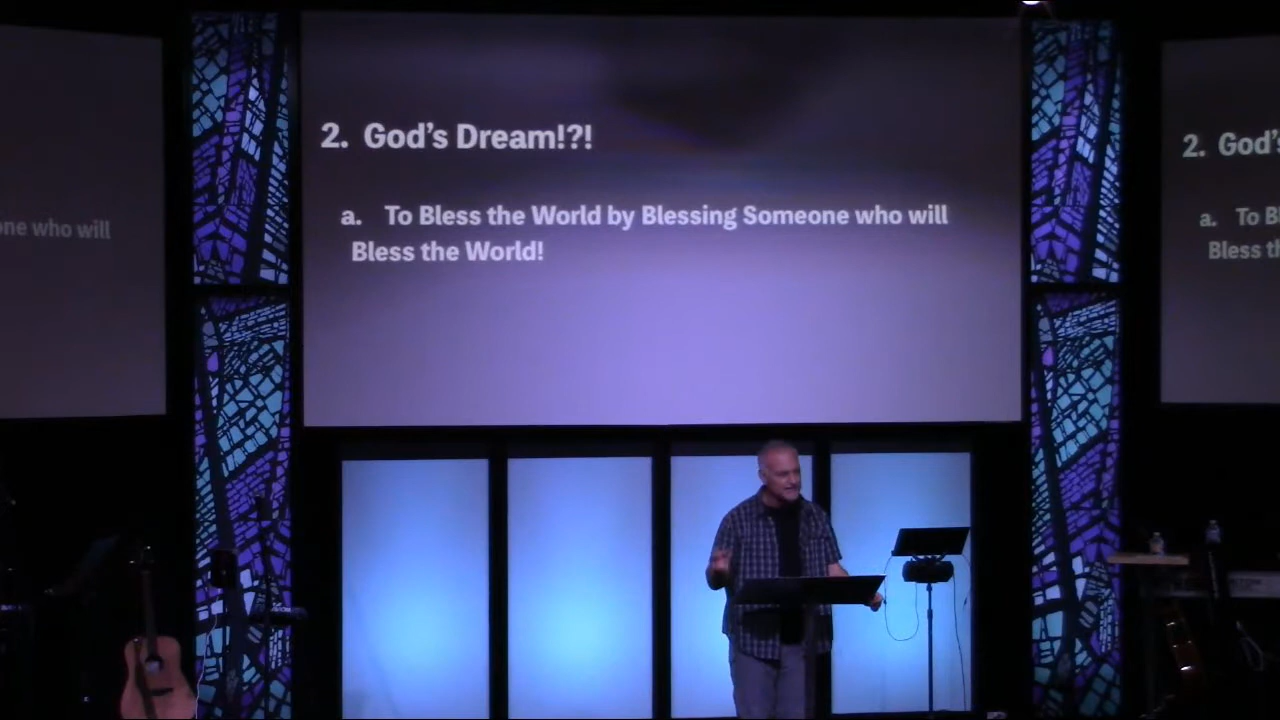 one who will
2. God's Dream!?!
a. To Bless the World by Blessing Someone who will
Bless the World!
2. God's
a. To B
Bless th